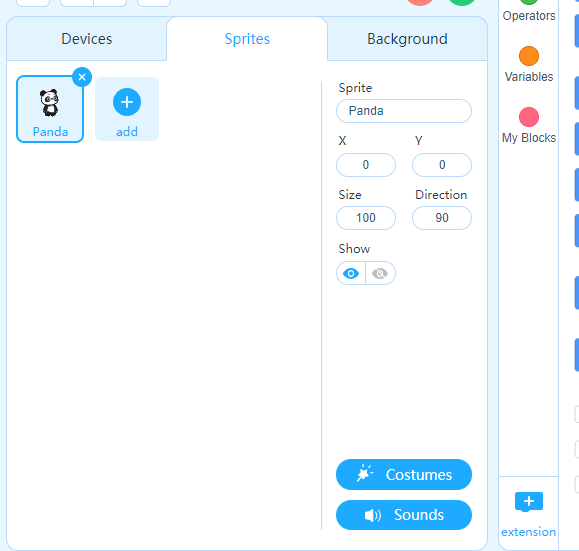 Devices
Sprites
Background
Panda
add
Sprite
Panda
X
Y
0
0
Size
Direction
100
90
Show
Costumes
Sounds
Operators
Variables
My Blocks
extension